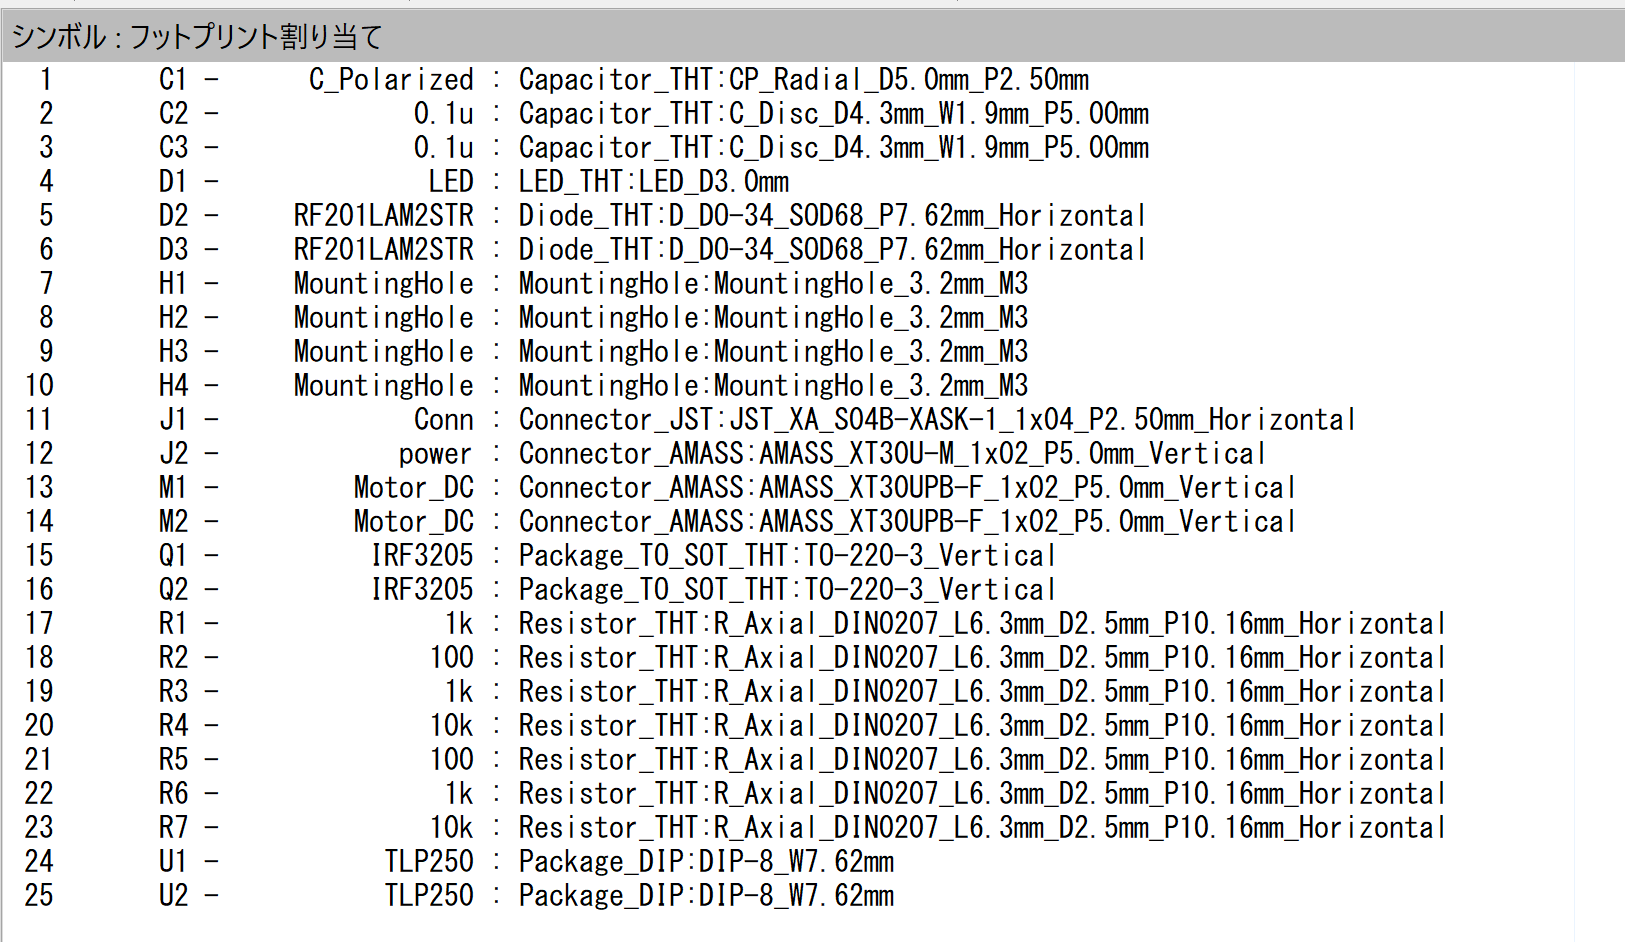 シンボル : フットプリント割り当て
1 C1 - C_Polarized : Capacitor_THT:CP_Radial_D5.0mm_P2.50mm
2 C2 - 0.1u : Capacitor_THT:C_Disc_D4.3mm_W1.9mm_P5.00mm
3 C3 - 0.1u : Capacitor_THT:C_Disc_D4.3mm_W1.9mm_P5.00mm
4 D1 - LED : LED_THT:LED_D3.0mm
5 D2 - RF201LAM2STR : Diode_THT:D_DO-34_SOD68_P7.62mm_Horizontal
6 D3 - RF201LAM2STR : Diode_THT:D_DO-34_SOD68_P7.62mm_Horizontal
7 H1 - MountingHole : MountingHole:MountingHole_3.2mm_M3
8 H2 - MountingHole : MountingHole:MountingHole_3.2mm_M3
9 H3 - MountingHole : MountingHole:MountingHole_3.2mm_M3
10 H4 - MountingHole : MountingHole:MountingHole_3.2mm_M3
11 J1 - Conn : Connector_JST:JST_XA_S04B-XASK-1_1x04_P2.50mm_Horizontal
12 J2 - power : Connector_AMASS:AMASS_XT30U-M_1x02_P5.0mm_Vertical
13 M1 - Motor_DC : Connector_AMASS:AMASS_XT30UPB-F_1x02_P5.0mm_Vertical
14 M2 - Motor_DC : Connector_AMASS:AMASS_XT30UPB-F_1x02_P5.0mm_Vertical
15 Q1 - IRF3205 : Package_TO_SOT_THT:TO-220-3_Vertical
16 Q2 - IRF3205 : Package_TO_SOT_THT:TO-220-3_Vertical
17 R1 - 1k : Resistor_THT:R_Axial_DIN0207_L6.3mm_D2.5mm_P10.16mm_Horizontal
18 R2 - 100 : Resistor_THT:R_Axial_DIN0207_L6.3mm_D2.5mm_P10.16mm_Horizontal
19 R3 - 1k : Resistor_THT:R_Axial_DIN0207_L6.3mm_D2.5mm_P10.16mm_Horizontal
20 R4 - 10k : Resistor_THT:R_Axial_DIN0207_L6.3mm_D2.5mm_P10.16mm_Horizontal
21 R5 - 100 : Resistor_THT:R_Axial_DIN0207_L6.3mm_D2.5mm_P10.16mm_Horizontal
22 R6 - 1k : Resistor_THT:R_Axial_DIN0207_L6.3mm_D2.5mm_P10.16mm_Horizontal
23 R7 - 10k : Resistor_THT:R_Axial_DIN0207_L6.3mm_D2.5mm_P10.16mm_Horizontal
24 U1 - TLP250 : Package_DIP:DIP-8_W7.62mm
25 U2 - TLP250 : Package_DIP:DIP-8_W7.62mm